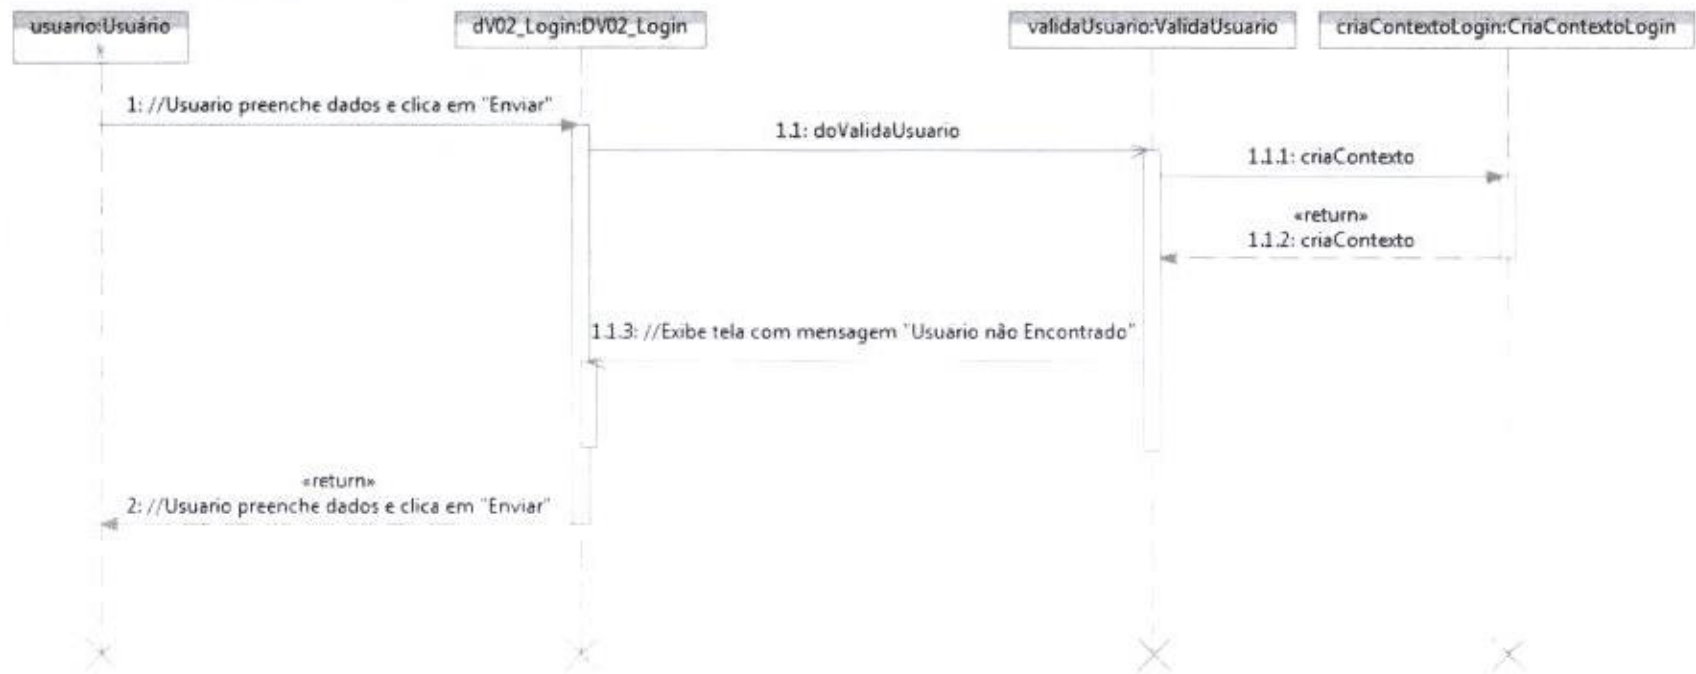 usuario:Usuário
dV02_Login:DV02_Login
validaUsuario:ValidaUsuario
criaContextoLogin:CriaContextoLogin
1: //Usuario preenche dados e clica em "Enviar"
1.1: doValidaUsuario
1.1.1: criaContexto
«return»
1.1.2: criaContexto
1.1.3: //Exibe tela com mensagem "Usuário não Encontrado"
«return»
2: //Usuario preenche dados e clica em "Enviar"